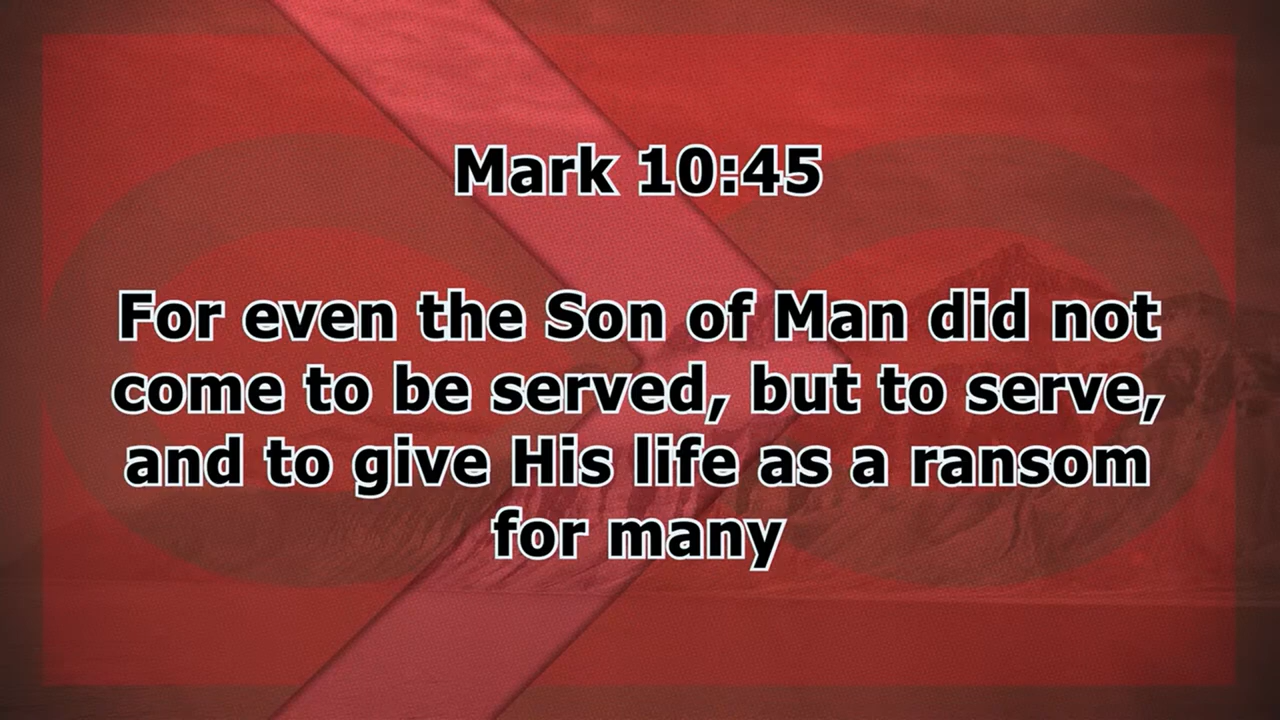 Mark 10:45
For even the Son of Man did not
come to be served, but to serve,
and to give His life as a ransom
for many